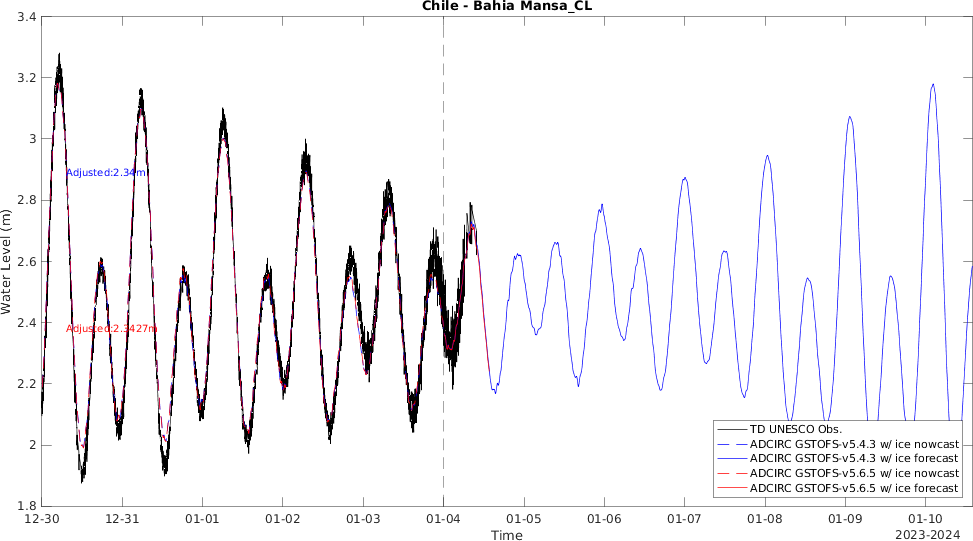 Chile - Bahia Mansa_CL
3.4
3.2
3
2.8
2.6
2.4
2.2
2
1.8
Water Level (m)
Adjusted:2.34m
Adjusted:2.3427m
TD UNESCO Obs.
ADCIRC GSTOFS-v5.4.3 w/ ice nowcast
ADCIRC GSTOFS-v5.4.3 w/ ice forecast
ADCIRC GSTOFS-v5.6.5 w/ ice nowcast
ADCIRC GSTOFS-v5.6.5 w/ ice forecast
12-30 12-31 01-01 01-02 01-03 01-04 01-05 01-06 01-07 01-08 01-09 01-10
Time
2023-2024